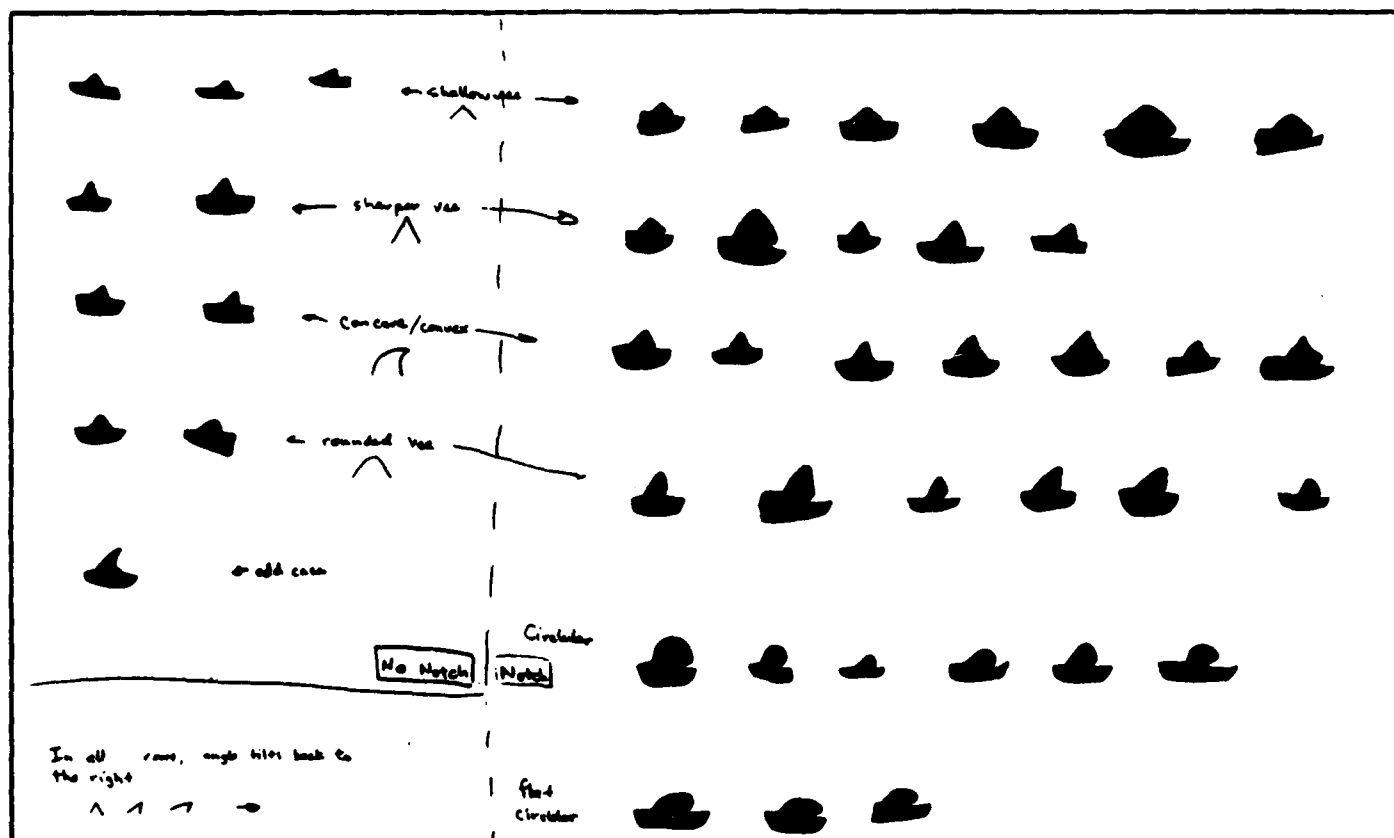 shallow vee
sharper vee
concave/convex
rounded vee
odd case
Circular
No Notch
Notch
In all rows, angle tilts back to
the right
flat
circular